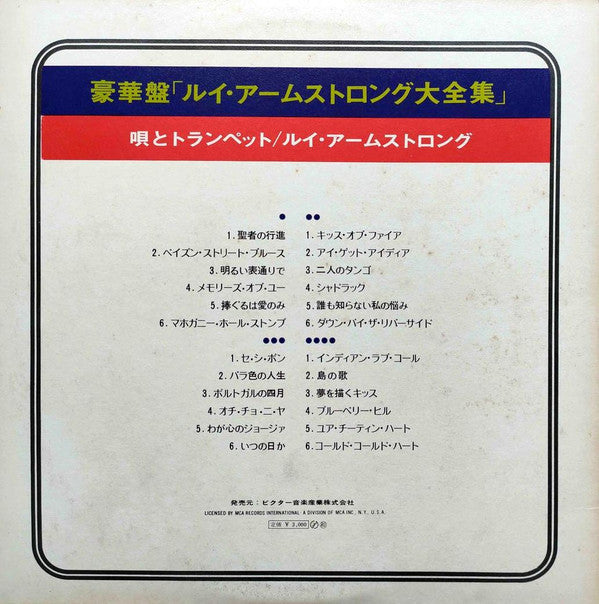 豪華盤「ルイ・アームストロング大全集」
唄とトランペット/ルイ・アームストロング
●
1. 聖者の行進
2. ベイズン・ストリート・ブルース
3. 明るい表通りで
4. メモリーズ・オブ・ユー
5. 捧ぐるは愛のみ
6. マホガニー・ホール・ストンプ
●●
1. キッス・オブ・ファイア
2. アイ・ゲット・アイディア
3. 二人のタンゴ
4. シャドラック
5. 誰も知らない私の悩み
6. ダウン・バイ・ザ・リバーサイド
●●●
1. セ・シ・ボン
2. バラ色の人生
3. ポルトガルの四月
4. オチ・チョ・ニ・ヤ
5. わが心のジョージァ
6. いつの日か
●●●●
1. インディアン・ラブ・コール
2. 島の歌
3. 夢を描くキッス
4. ブルーベリー・ヒル
5. ユア・チーティン・ハート
6. コールド・コールド・ハート
発売元：ビクター音楽産業株式会社
LICENSED BY MCA RECORDS INTERNATIONAL · A DIVISION OF MCA INC., N.Y., U.S.A.
定価 ¥3,000